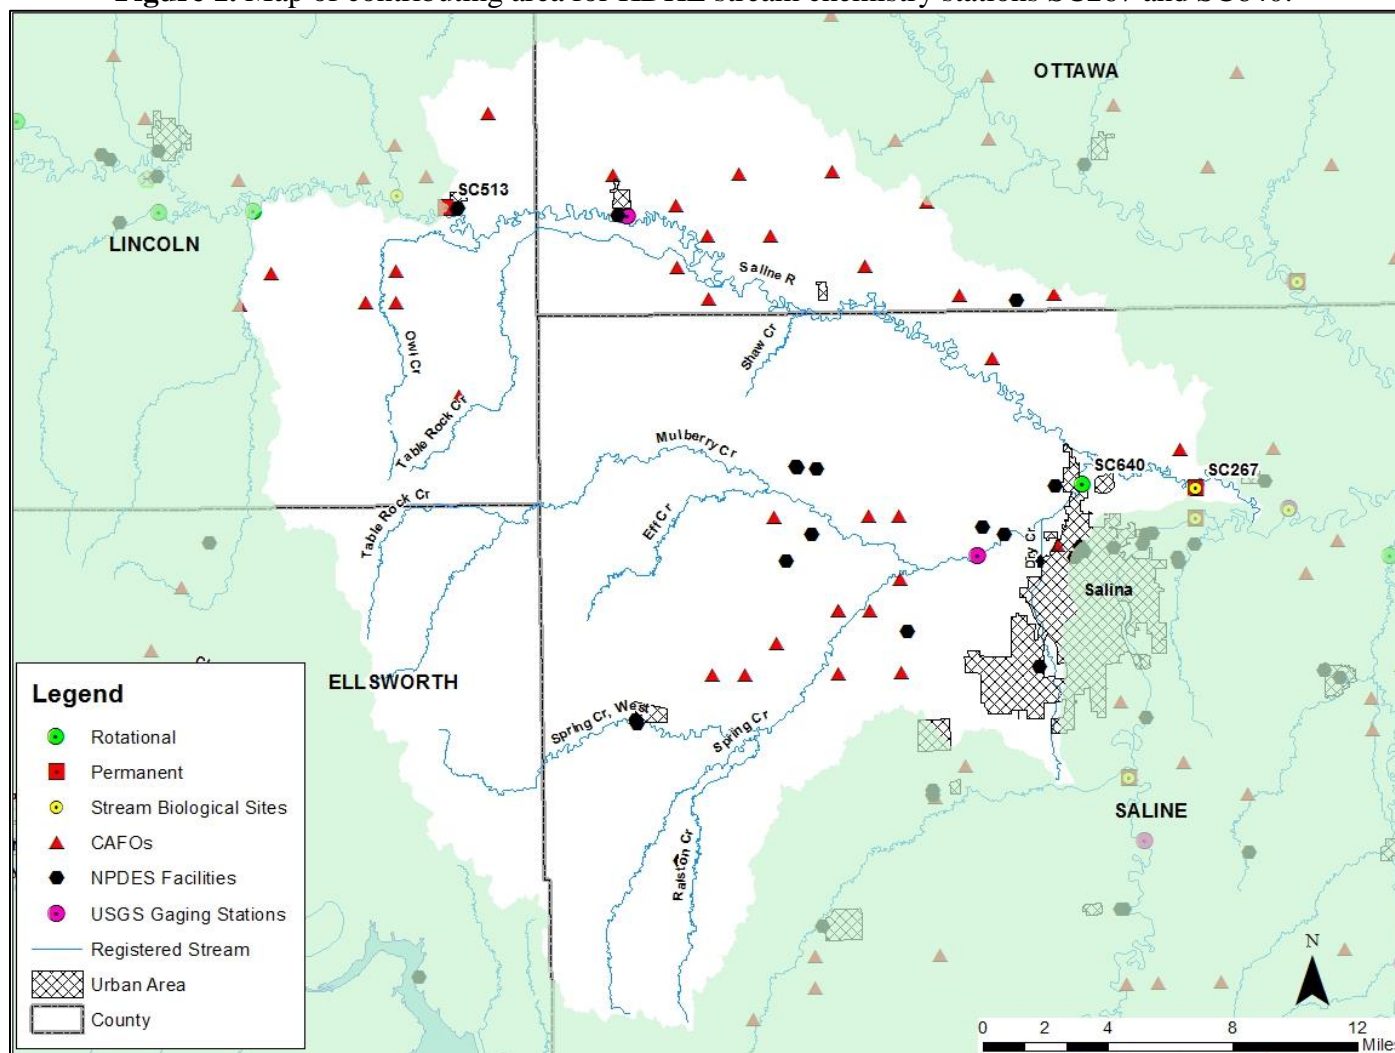 OTTAWA
SC513
LINCOLN
Saline R
Owl Cr
Shaw Cr
Table Rock Cr
Mulberry Cr
SC640
SC267
Table Rock Cr
Eff Cr
Dry Cr
Salina
ELLSWORTH
Spring Cr, West
Spring Cr
Ralston Cr
SALINE
Legend
Rotational
Permanent
Stream Biological Sites
CAFOs
NPDES Facilities
USGS Gaging Stations
Registered Stream
Urban Area
County
N
0 2 4 8 12
Miles